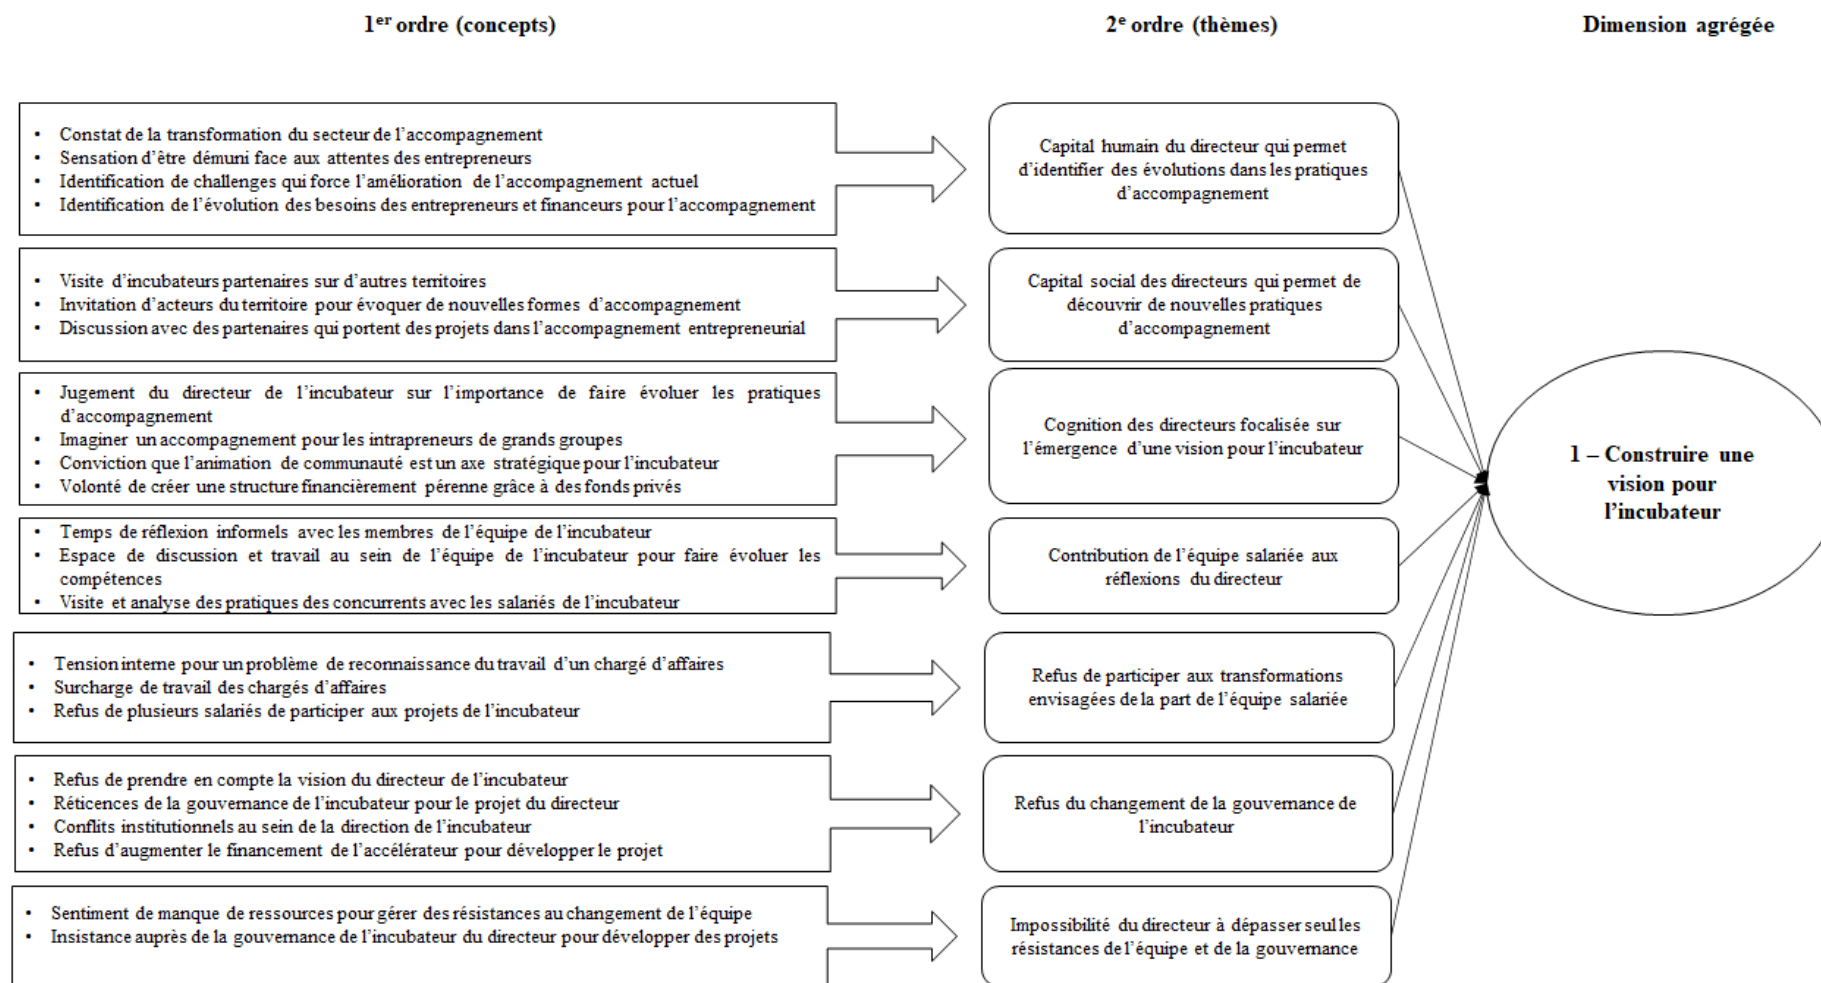 1er ordre (concepts)
2e ordre (thèmes)
Dimension agrégée
• Constat de la transformation du secteur de l’accompagnement
• Sensation d’être démuni face aux attentes des entrepreneurs
• Identification de challenges qui force l’amélioration de l’accompagnement actuel
• Identification de l’évolution des besoins des entrepreneurs et financeurs pour l’accompagnement
Capital humain du directeur qui permet
d’identifier des évolutions dans les pratiques
d’accompagnement
• Visite d’incubateurs partenaires sur d’autres territoires
• Invitation d’acteurs du territoire pour évoquer de nouvelles formes d’accompagnement
• Discussion avec des partenaires qui portent des projets dans l’accompagnement entrepreneurial
Capital social des directeurs qui permet de
découvrir de nouvelles pratiques
d’accompagnement
• Jugement du directeur de l’incubateur sur l’importance de faire évoluer les pratiques
d’accompagnement
• Imaginer un accompagnement pour les intrapreneurs de grands groupes
• Conviction que l’animation de communauté est un axe stratégique pour l’incubateur
• Volonté de créer une structure financièrement pérenne grâce à des fonds privés
Cognition des directeurs focalisée sur
l’émergence d’une vision pour l’incubateur
• Temps de réflexion informels avec les membres de l’équipe de l’incubateur
• Espace de discussion et travail au sein de l’équipe de l’incubateur pour faire évoluer les
compétences
• Visite et analyse des pratiques des concurrents avec les salariés de l’incubateur
Contribution de l’équipe salariée aux
réflexions du directeur
• Tension interne pour un problème de reconnaissance du travail d’un chargé d’affaires
• Surcharge de travail des chargés d’affaires
• Refus de plusieurs salariés de participer aux projets de l’incubateur
Refus de participer aux transformations
envisagées de la part de l’équipe salariée
• Refus de prendre en compte la vision du directeur de l’incubateur
• Réticences de la gouvernance de l’incubateur pour le projet du directeur
• Conflits institutionnels au sein de la direction de l’incubateur
• Refus d’augmenter le financement de l’accélérateur pour développer le projet
Refus du changement de la gouvernance de
l’incubateur
• Sentiment de manque de ressources pour gérer des résistances au changement de l’équipe
• Insistance auprès de la gouvernance de l’incubateur du directeur pour développer des projets
Impossibilité du directeur à dépasser seul les
résistances de l’équipe et de la gouvernance
1 – Construire une
vision pour
l’incubateur